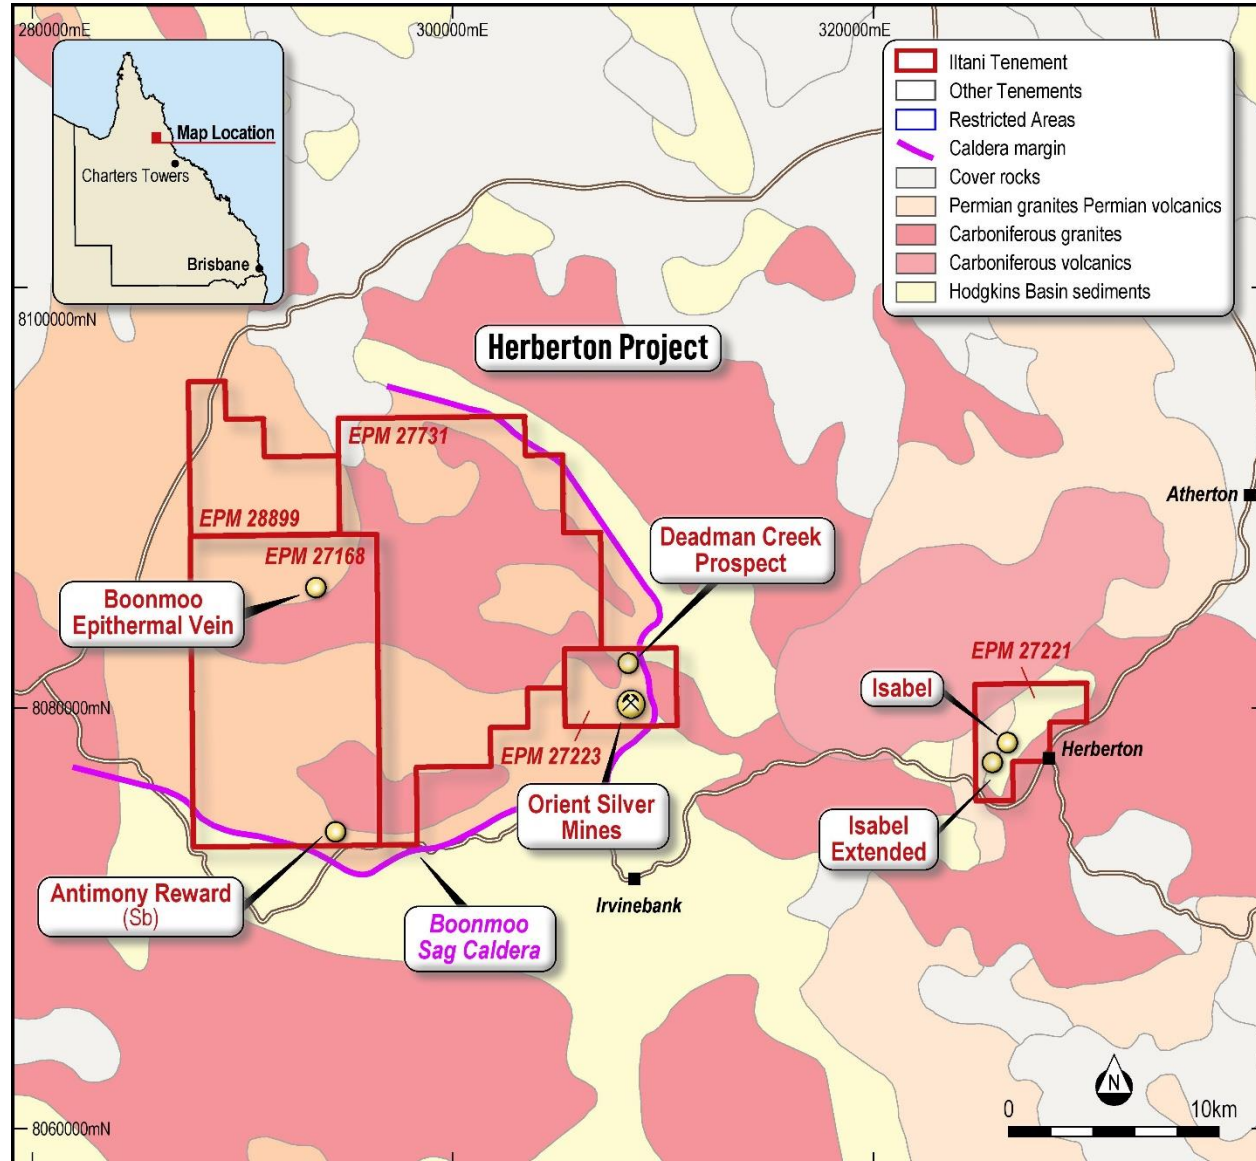 280000mE
300000mE
320000mE
Map Location
Charters Towers
Brisbane
Iltani Tenement
Other Tenements
Restricted Areas
Caldera margin
Cover rocks
Permian granites Permian volcanics
Carboniferous granites
Carboniferous volcanics
Hodgkins Basin sediments
8100000mN
Herberton Project
EPM 27731
Atherton
EPM 28899
EPM 27168
Deadman Creek
Prospect
Boonmoo
Epithermal Vein
EPM 27221
Isabel
8080000mN
EPM 27223
Herberton
Orient Silver
Mines
Isabel
Extended
Antimony Reward
(Sb)
Irvinebank
Boonmoo
Sag Caldera
N
0
10km
8060000mN